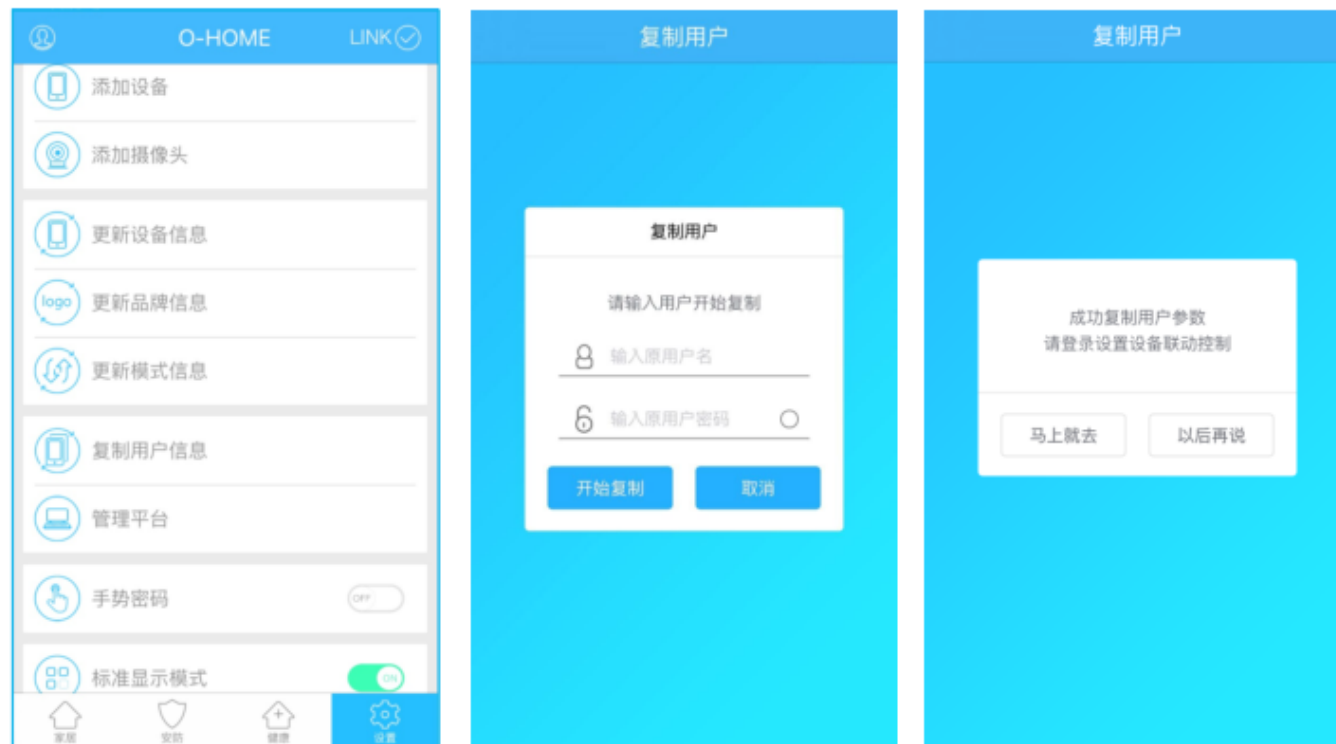 O-HOME
LINK
添加设备
添加摄像头
更新设备信息
logo
更新品牌信息
更新模式信息
复制用户信息
管理平台
手势密码
OFF
标准显示模式
ON
家居
安防
健康
设置
复制用户
复制用户
请输入用户开始复制
输入原用户名
输入原用户密码
开始复制
取消
复制用户
成功复制用户参数
请登录设置设备联动控制
马上就去
以后再说